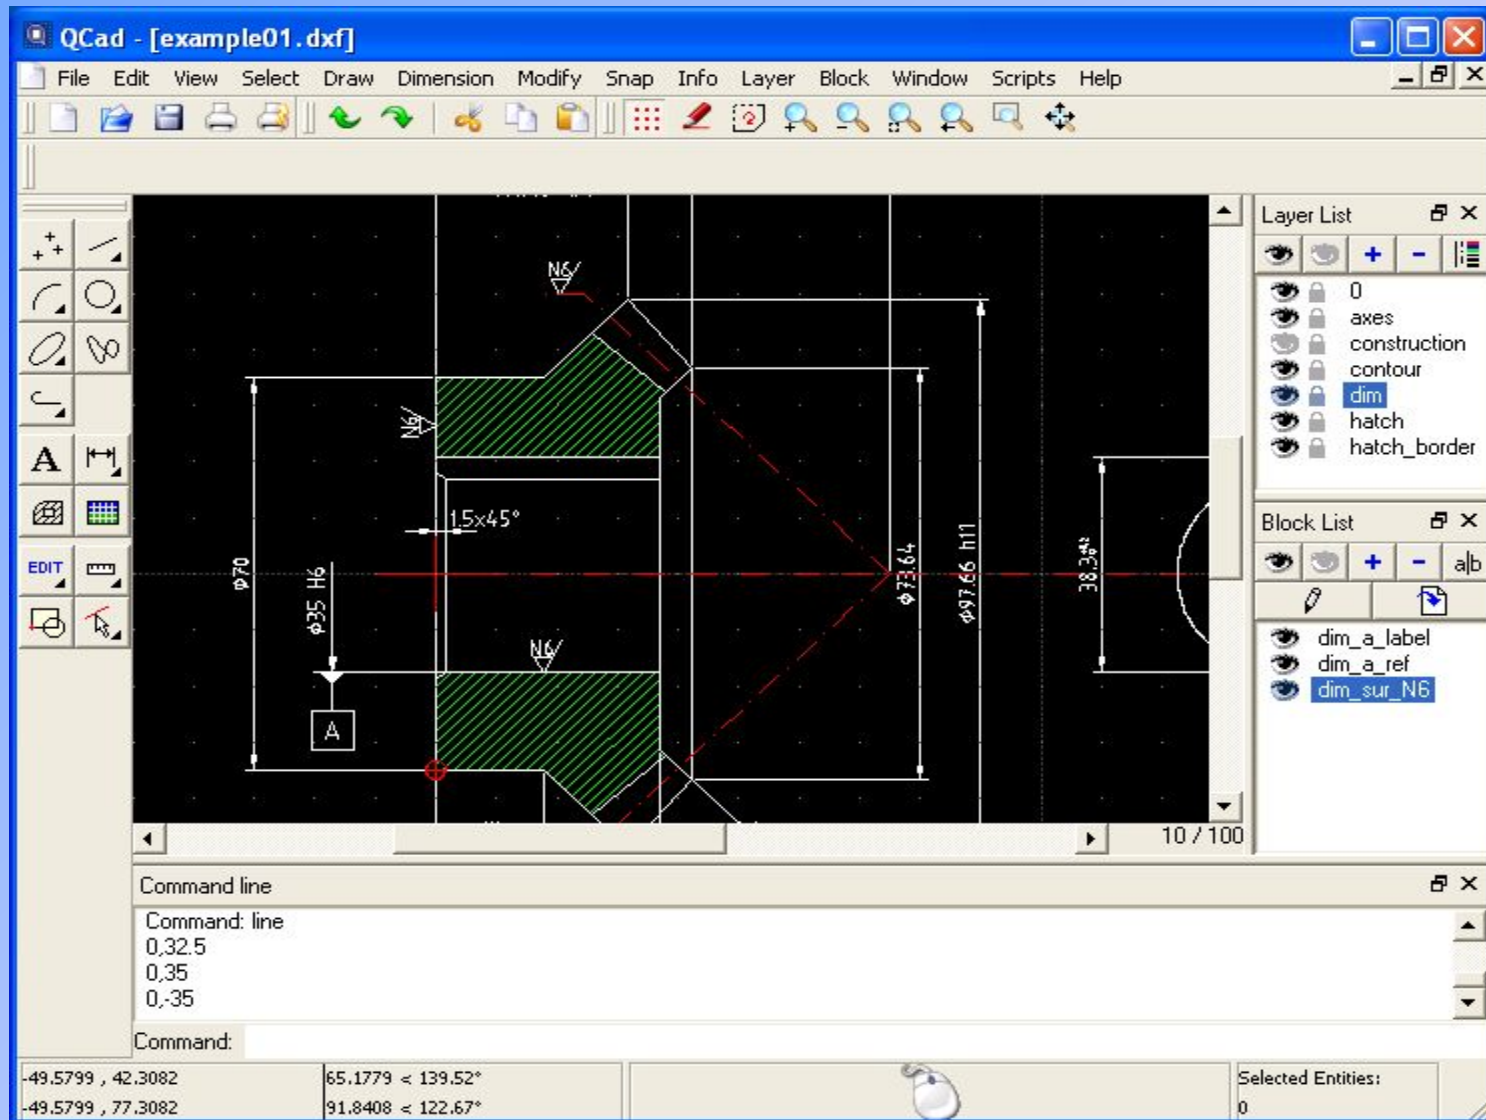 QCad - [example01.dxf]
File Edit View Select Draw Dimension Modify Snap Info Layer Block Window Scripts Help
Layer List
0
axes
construction
contour
dim
hatch
hatch_border
Block List
a|b
dim_a_label
dim_a_ref
dim_sur_N6
A
EDIT
N6
N6
1.5x45°
ϕ70
ϕ35 H6
N6
A
ϕ73.64
ϕ97.66 h11
38.3
10 / 100
Command line
Command: line
0,32.5
0,35
0,-35
Command:
-49.5799 , 42.3082 65.1779 < 139.52° Selected Entities:
-49.5799 , 77.3082 91.8408 < 122.67° 0